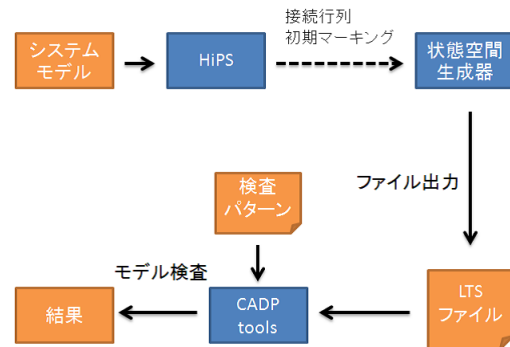 接続行列
初期マーキング
システム
モデル
HiPS
状態空間
生成器
ファイル出力
検査
パターン
モデル検査
結果
CADP
tools
LTS
ファイル